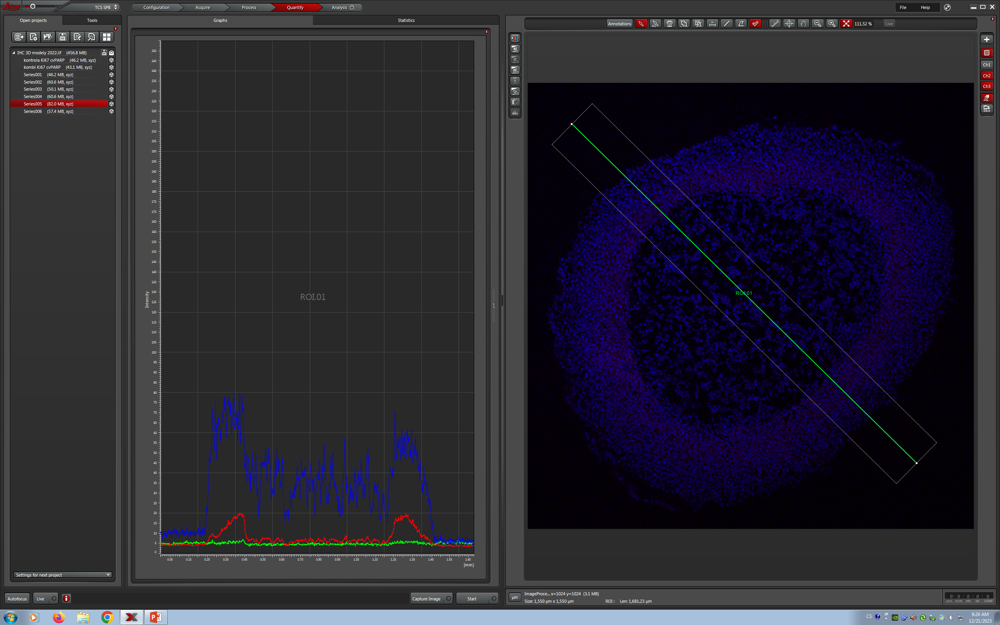 Leica
TCS SP8
Configuration
Acquire
Process
Quantify
Analysis
File
Help
Open projects
Tools
Graphs
Statistics
Annotations
111.52 %
Live
IHC 3D modely 2022.lif (456.8 MB)
kontrola Ki67 cvPARP (46.2 MB, xyz)
kombi Ki67 cvPARP (43.1 MB, xyz)
Series001 (46.2 MB, xyz)
Series002 (60.6 MB, xyz)
Series003 (50.1 MB, xyz)
Series004 (60.6 MB, xyz)
Series005 (82.0 MB, xyz)
Series006 (57.4 MB, xyz)
Settings for next project
250
245
240
235
230
225
220
215
210
205
200
195
190
185
180
175
170
165
160
155
150
145
140
135
130
125
120
115
110
105
100
95
90
85
80
75
70
65
60
55
50
45
40
35
30
25
20
15
10
5
0
Intensity
ROI.01
0.05 0.15 0.25 0.35 0.45 0.55 0.65 0.75 0.85 0.95 1.05 1.15 1.25 1.35 1.45 1.55 1.65
[mm]
ROI.01
Ch1
Ch2
Ch3
MAX
Autofocus
Live
Capture Image
Start
µm
ImageProce... x=1024 y=1024 (3.1 MB)
Size: 1,550 µm x 1,550 µm ROI : Len: 1,681.23 µm
0: 0 : 0 : 0 : 0
DAYS HOURS MIN SEC 1/1000
CS
9:24 AM
12/21/2023